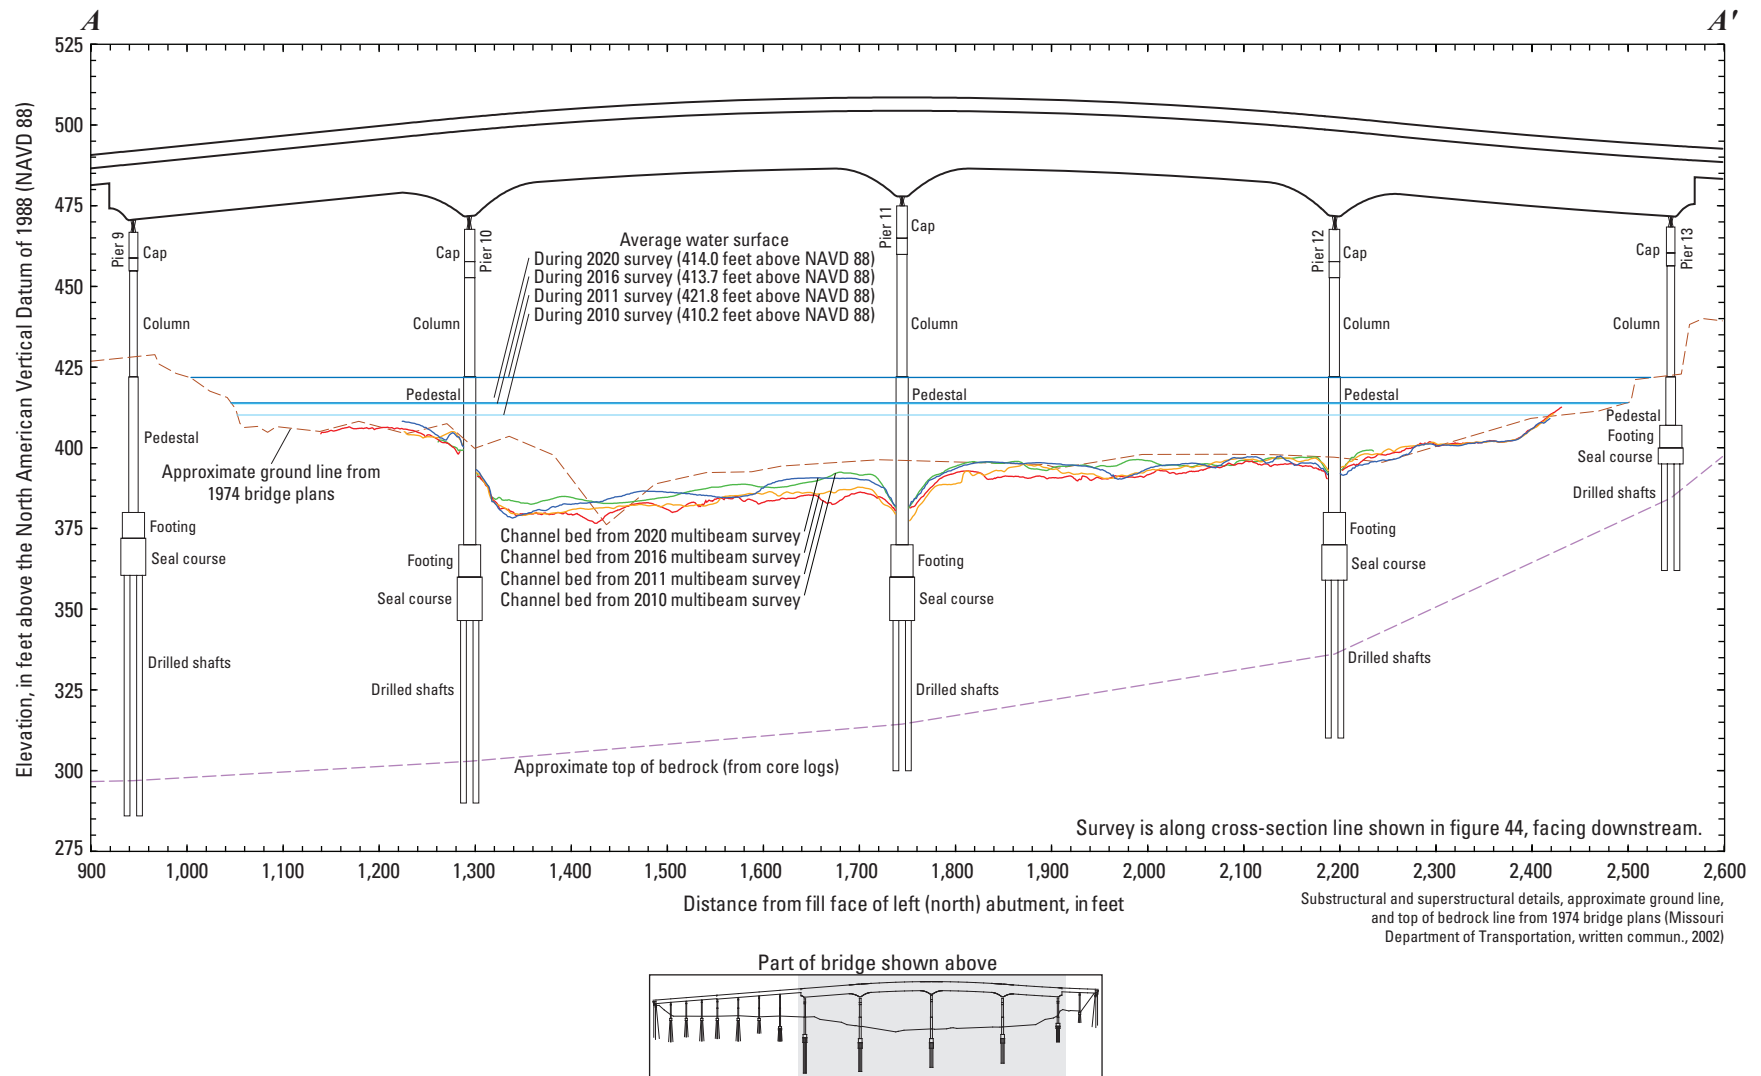 A
A'
525
500
475
450
425
400
375
350
325
300
275
Elevation, in feet above the North American Vertical Datum of 1988 (NAVD 88)
Pier 9
Cap
Column
Pedestal
Footing
Seal course
Drilled shafts
Approximate ground line from
1974 bridge plans
Pier 10
Cap
Column
Pedestal
Footing
Seal course
Drilled shafts
Average water surface
During 2020 survey (414.0 feet above NAVD 88)
During 2016 survey (413.7 feet above NAVD 88)
During 2011 survey (421.8 feet above NAVD 88)
During 2010 survey (410.2 feet above NAVD 88)
Channel bed from 2020 multibeam survey
Channel bed from 2016 multibeam survey
Channel bed from 2011 multibeam survey
Channel bed from 2010 multibeam survey
Approximate top of bedrock (from core logs)
Pier 11
Cap
Column
Pedestal
Footing
Seal course
Drilled shafts
Pier 12
Cap
Column
Pedestal
Footing
Seal course
Drilled shafts
Pier 13
Cap
Column
Pedestal
Footing
Seal course
Drilled shafts
Survey is along cross-section line shown in figure 44, facing downstream.
900 1,000 1,100 1,200 1,300 1,400 1,500 1,600 1,700 1,800 1,900 2,000 2,100 2,200 2,300 2,400 2,500 2,600
Distance from fill face of left (north) abutment, in feet
Substructural and superstructural details, approximate ground line,
and top of bedrock line from 1974 bridge plans (Missouri
Department of Transportation, written commun., 2002)
Part of bridge shown above